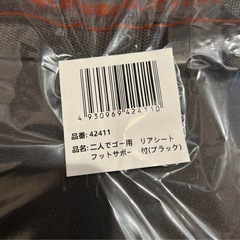 4930969424110
品番: 42411
品名: 二人でゴー用 リアシート
フットサポー 付(ブラック)